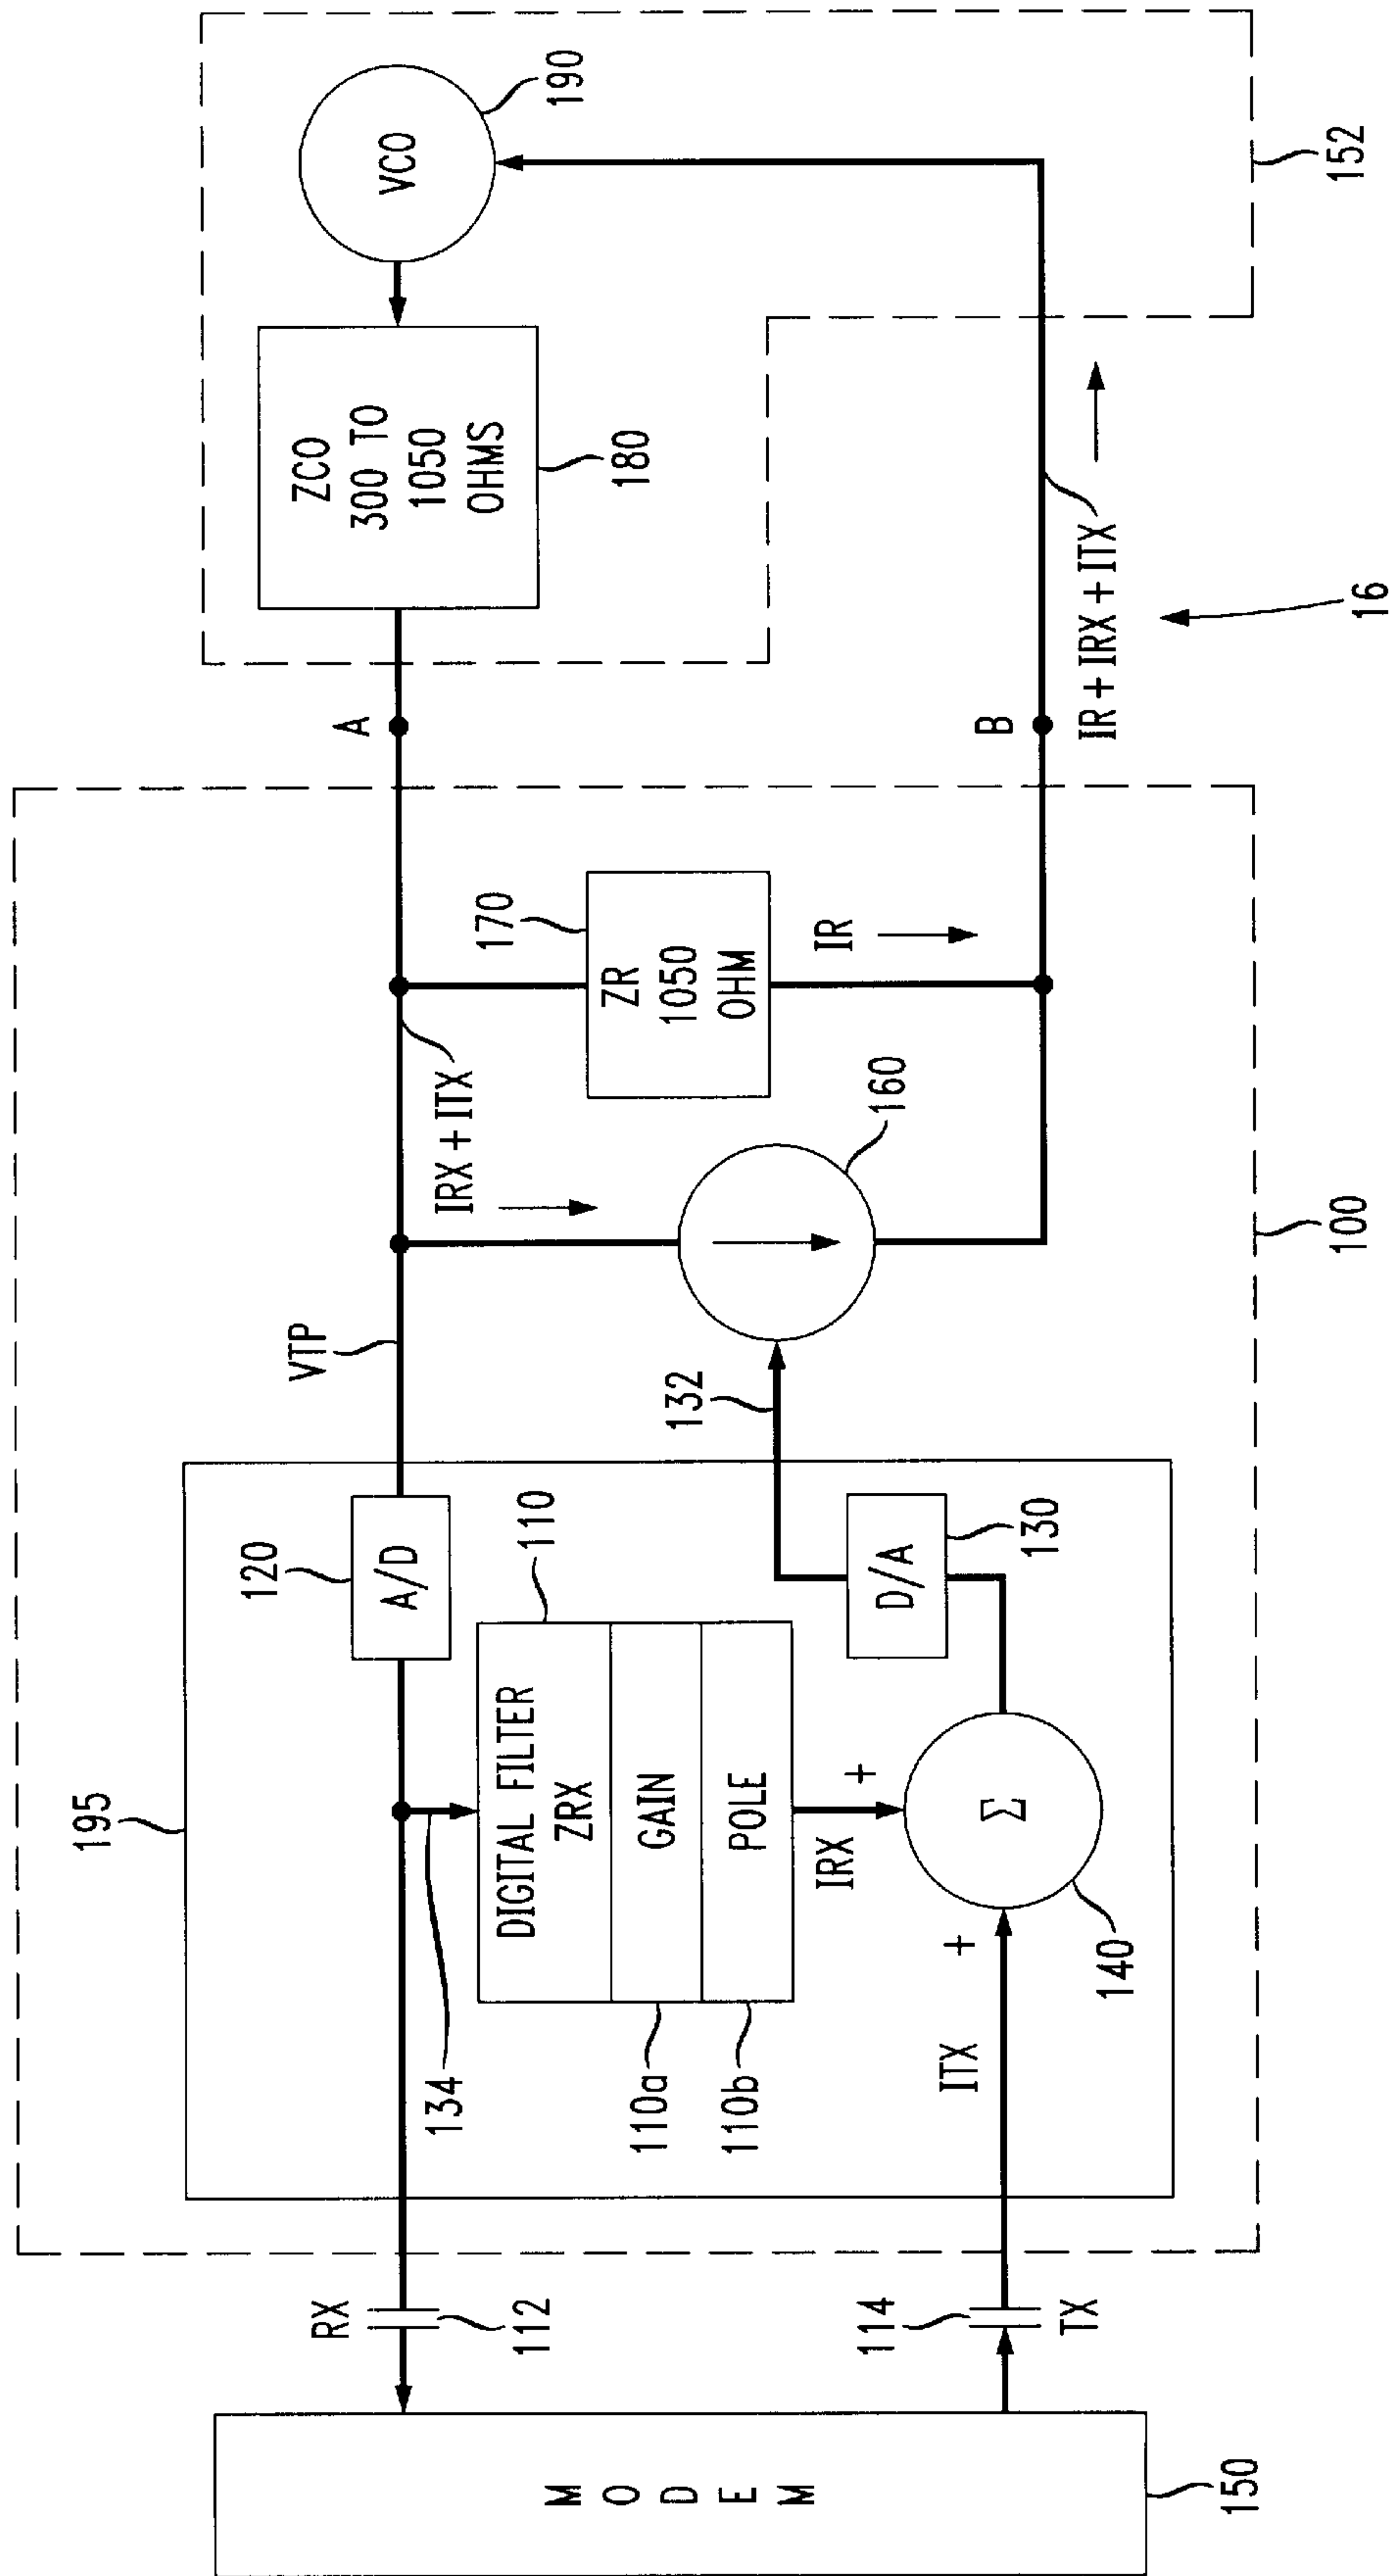 195
120
A/D
VTP
A
ZCO
300 TO
1050
OHMS
180
VCO
190
RX
112
134
DIGITAL FILTER
ZRX
GAIN
POLE
110
110a
110b
IRX
+
IRX + ITX
170
ZR
1050
OHM
IR
132
160
D/A
130
Σ
140
+
ITX
114
TX
MODEM
150
B
IR + IRX + ITX
100
16
152